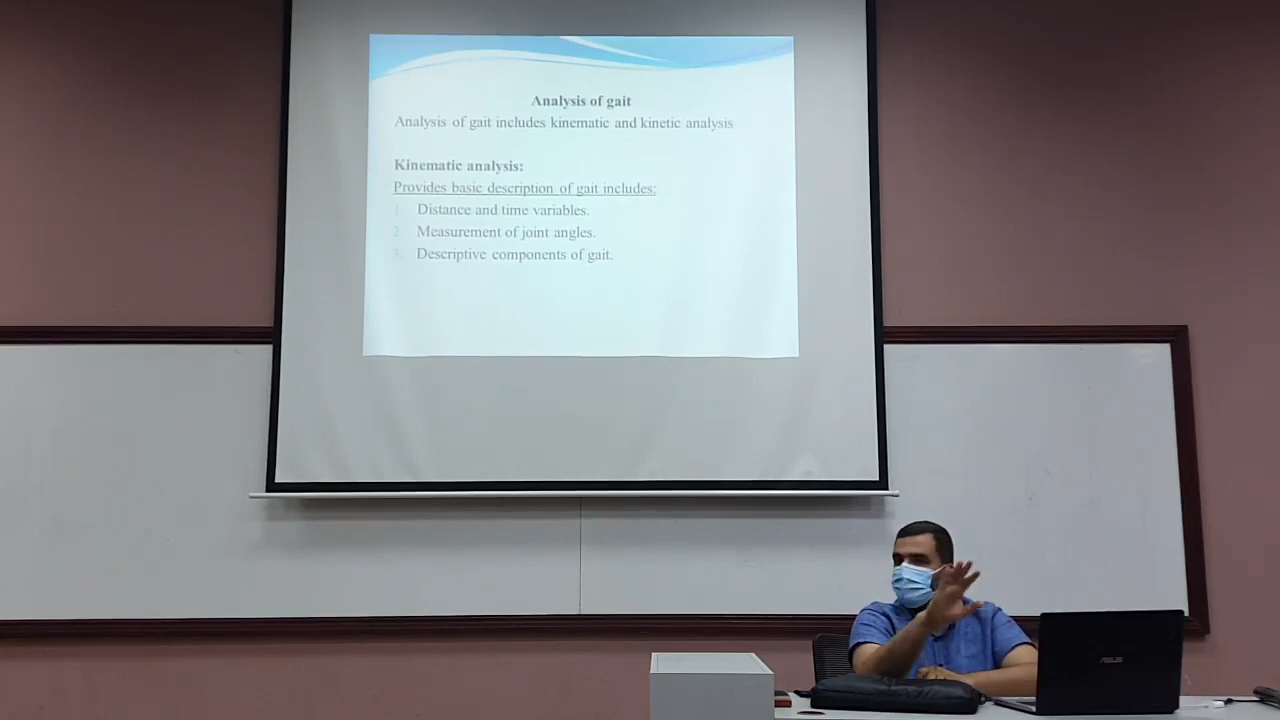 Analysis of gait
Analysis of gait includes kinematic and kinetic analysis
Kinematic analysis:
Provides basic description of gait includes:
1. Distance and time variables.
2. Measurement of joint angles.
3. Descriptive components of gait.
ASUS